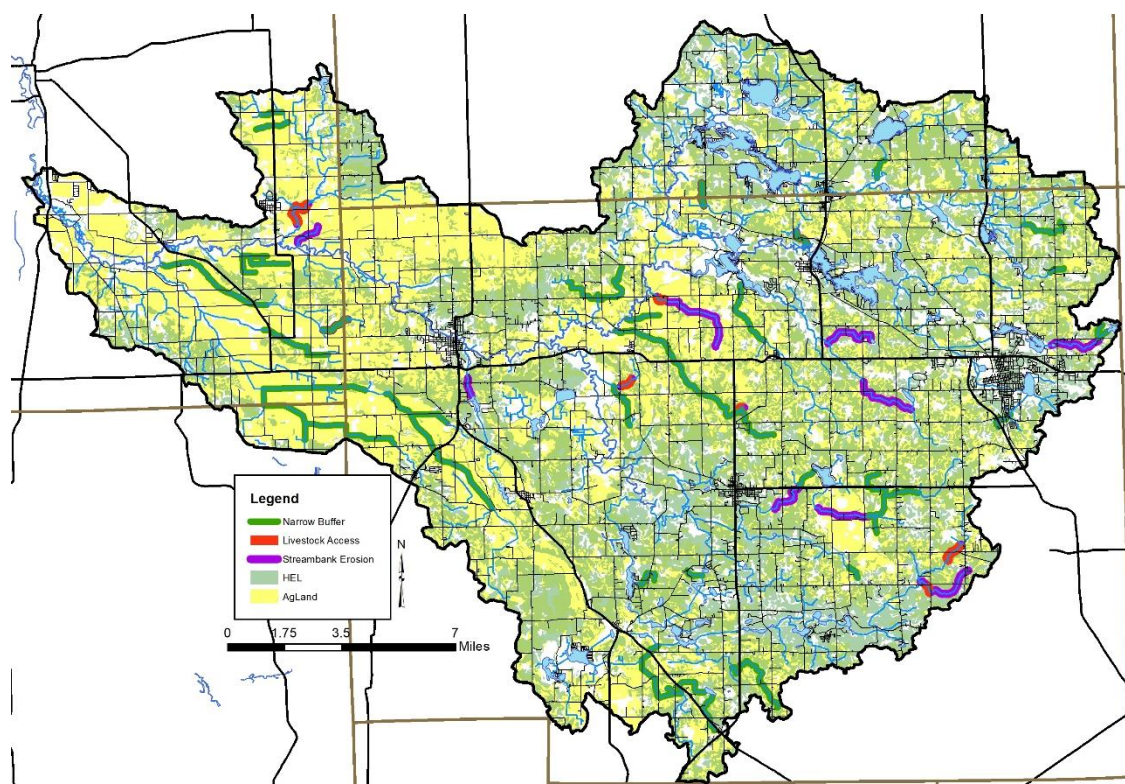 Legend
Narrow Buffer
Livestock Access
Streambank Erosion
HEL
AgLand
N
0 1.75 3.5 7
Miles